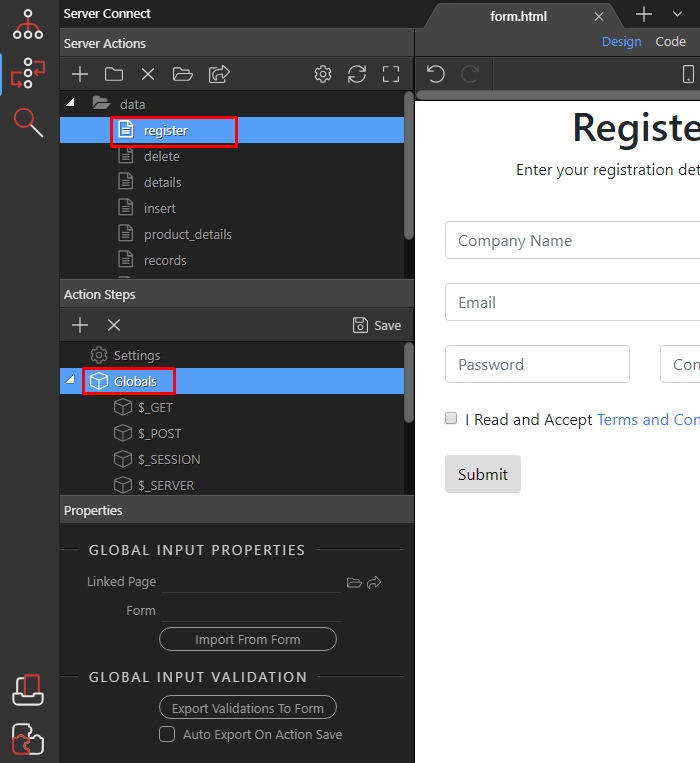 Server Connect
form.html
Server Actions
Design Code
data
register
delete
details
insert
product_details
records
Action Steps
Save
Settings
Globals
$_GET
$_POST
$_SESSION
$_SERVER
Properties
GLOBAL INPUT PROPERTIES
Linked Page
Form
Import From Form
GLOBAL INPUT VALIDATION
Export Validations To Form
Auto Export On Action Save
Registe
Enter your registration det
Company Name
Email
Password
Con
I Read and Accept Terms and Con
Submit